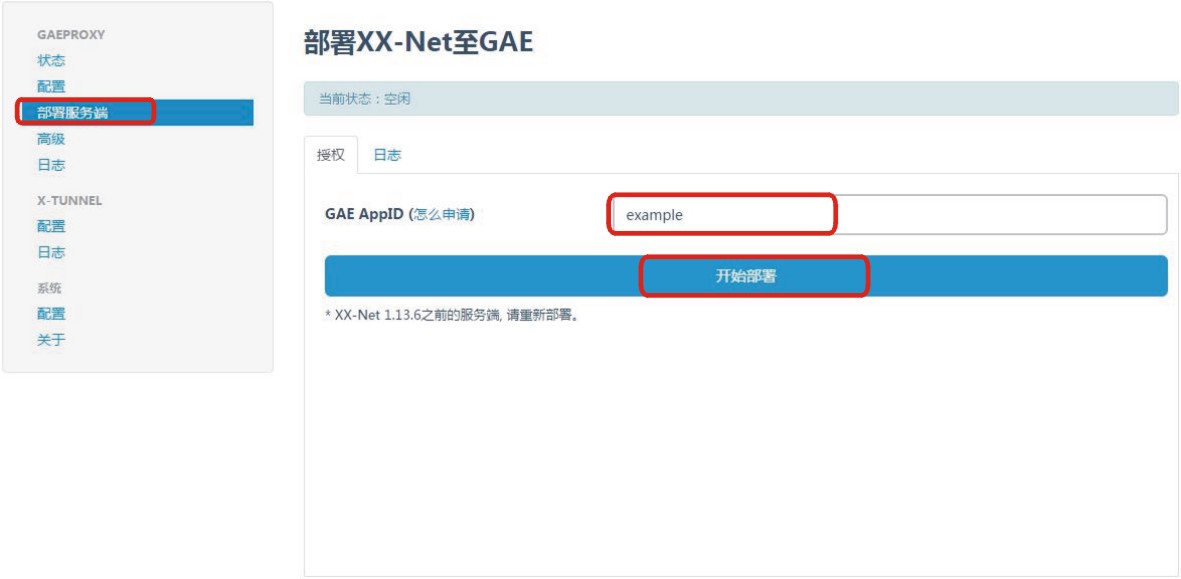 GAEPROXY
状态
配置
部署服务端
高级
日志
X-TUNNEL
配置
日志
系统
配置
关于
部署XX-Net至GAE
当前状态：空闲
授权 日志
GAE AppID (怎么申请) example
开始部署
* XX-Net 1.13.6之前的服务端, 请重新部署。